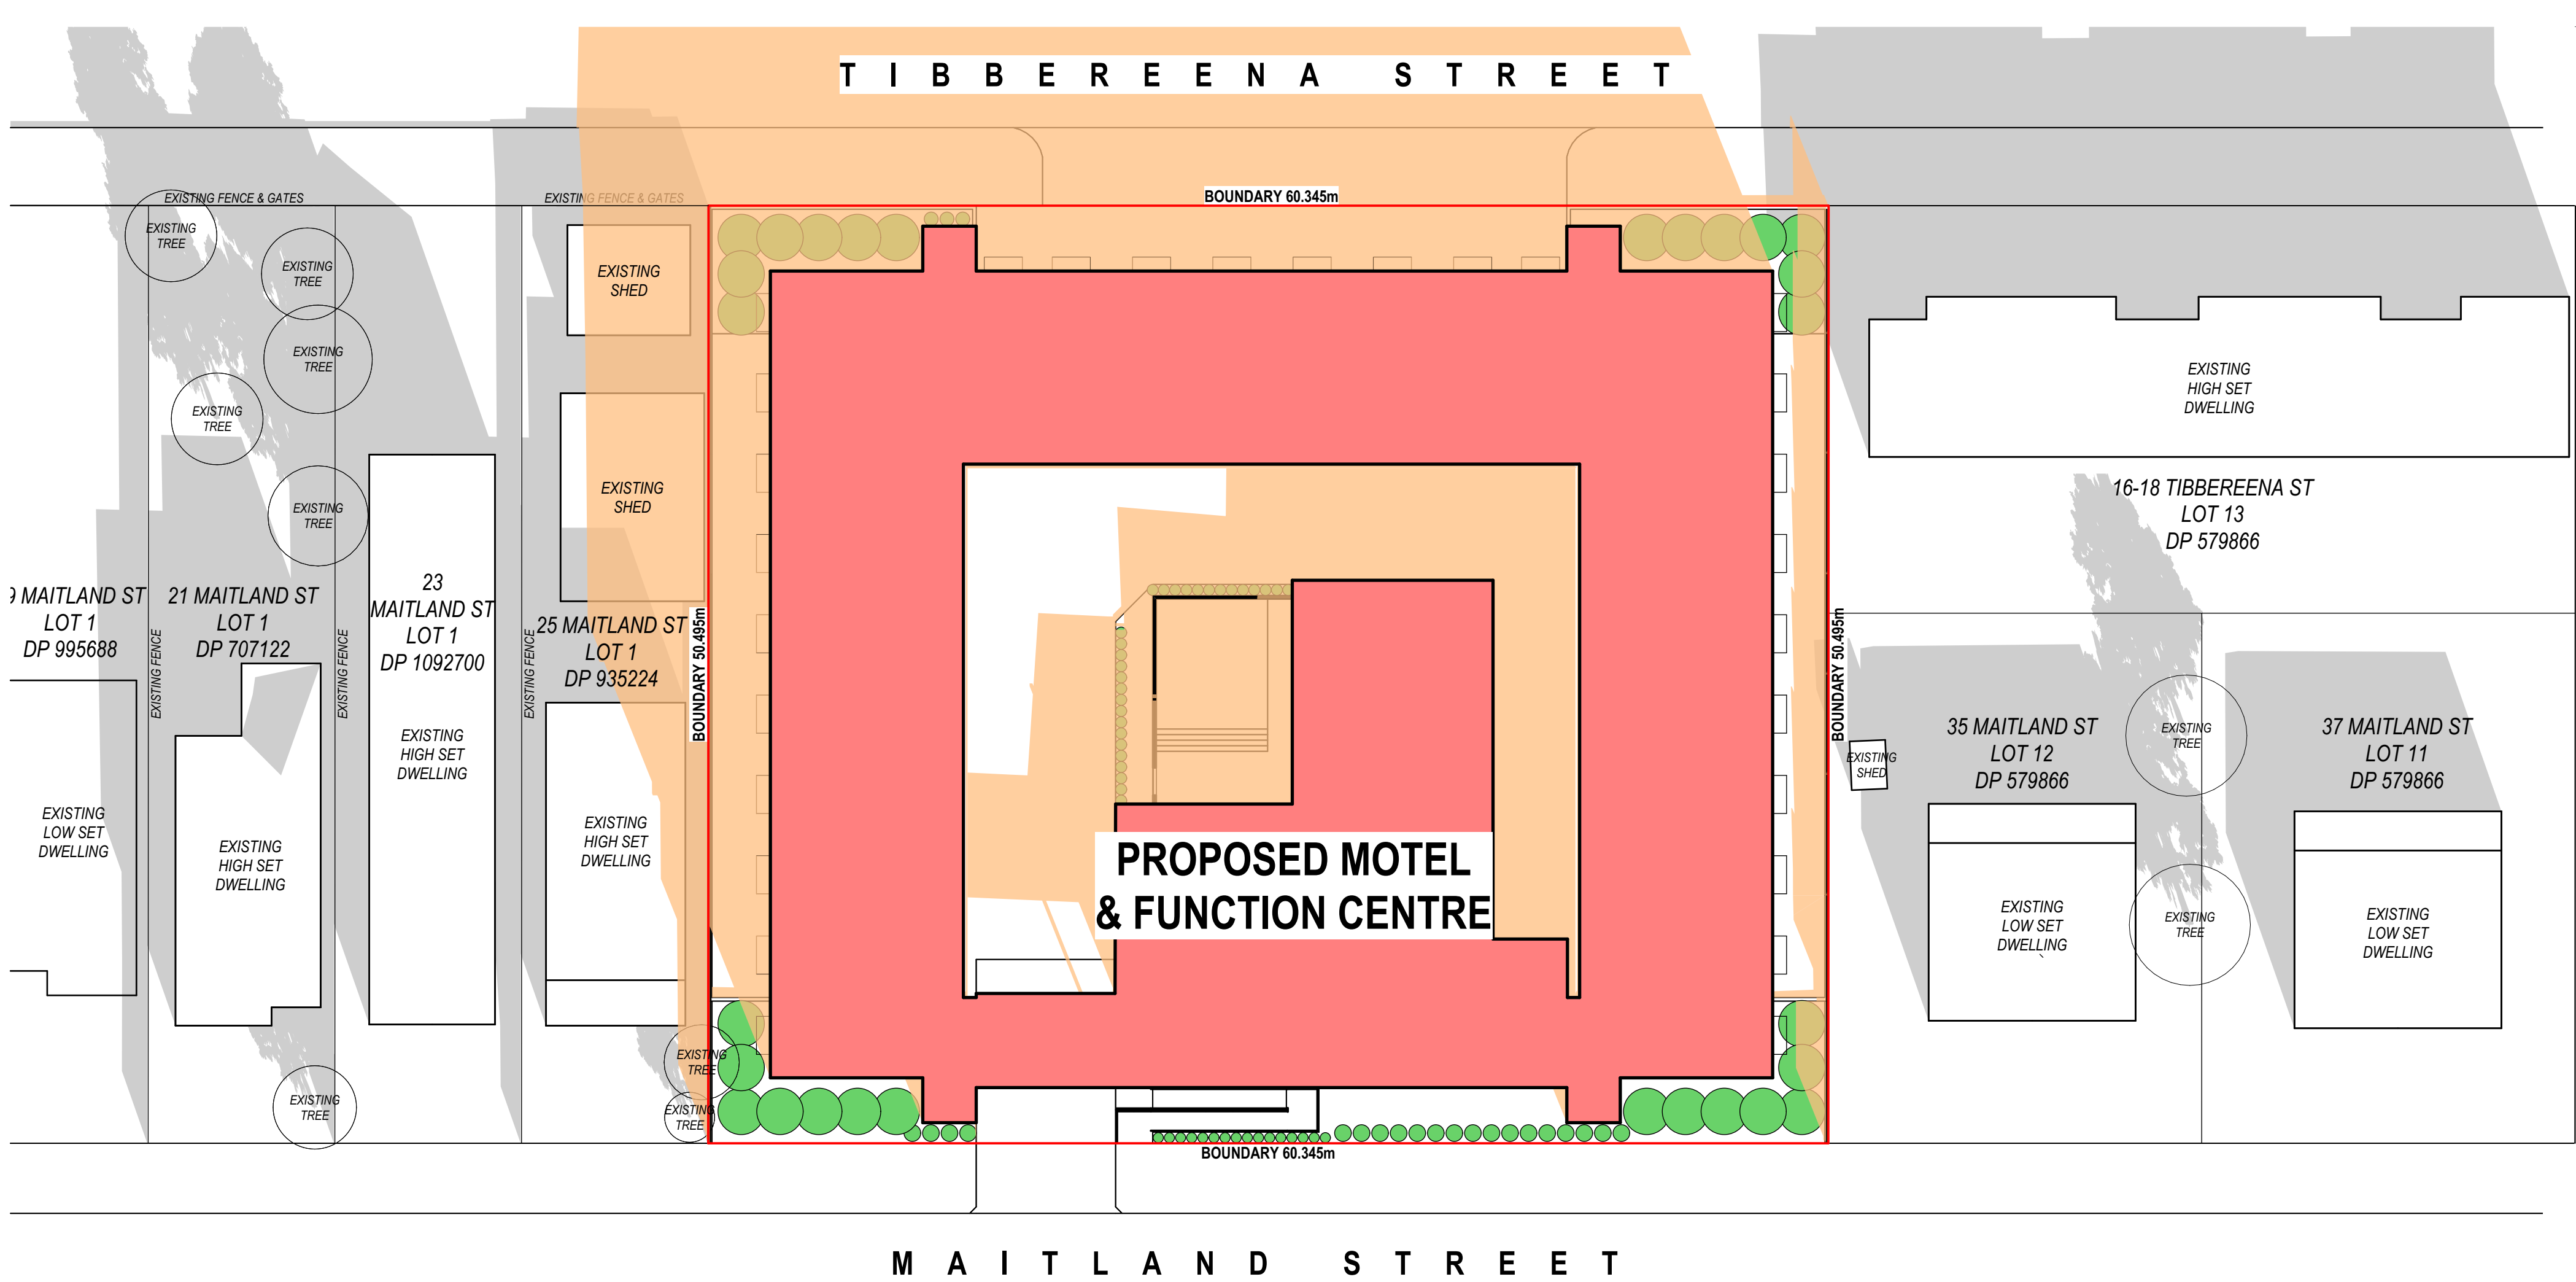 TIBBEREENA STREET
BOUNDARY 60.345m
EXISTING FENCE & GATES
EXISTING FENCE & GATES
EXISTING
TREE
EXISTING
TREE
EXISTING
TREE
EXISTING
TREE
EXISTING
TREE
EXISTING
SHED
EXISTING
SHED
EXISTING
HIGH SET
DWELLING
16-18 TIBBEREENA ST
LOT 13
DP 579866
9 MAITLAND ST
LOT 1
DP 995688
EXISTING FENCE
21 MAITLAND ST
LOT 1
DP 707122
EXISTING FENCE
23
MAITLAND ST
LOT 1
DP 1092700
EXISTING
HIGH SET
DWELLING
EXISTING FENCE
25 MAITLAND ST
LOT 1
DP 935224
BOUNDARY 50.495m
BOUNDARY 50.495m
EXISTING
SHED
35 MAITLAND ST
LOT 12
DP 579866
EXISTING
TREE
37 MAITLAND ST
LOT 11
DP 579866
EXISTING
LOW SET
DWELLING
EXISTING
HIGH SET
DWELLING
EXISTING
HIGH SET
DWELLING
PROPOSED MOTEL
& FUNCTION CENTRE
EXISTING
LOW SET
DWELLING
EXISTING
TREE
EXISTING
LOW SET
DWELLING
EXISTING
TREE
EXISTING
TREE
EXISTING
TREE
BOUNDARY 60.345m
MAITLAND STREET